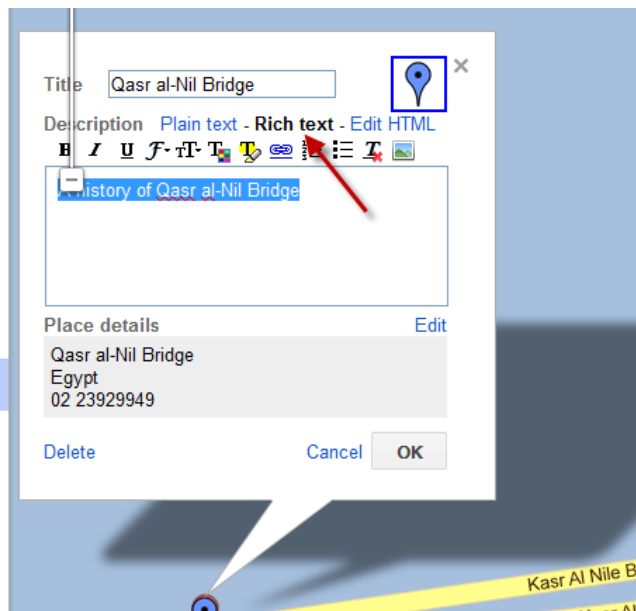 Title Qasr al-Nil Bridge
Description Plain text - Rich text - Edit HTML
A history of Qasr al-Nil Bridge
Place details Edit
Qasr al-Nil Bridge
Egypt
02 23929949
Delete Cancel OK
Kasr Al Nile B